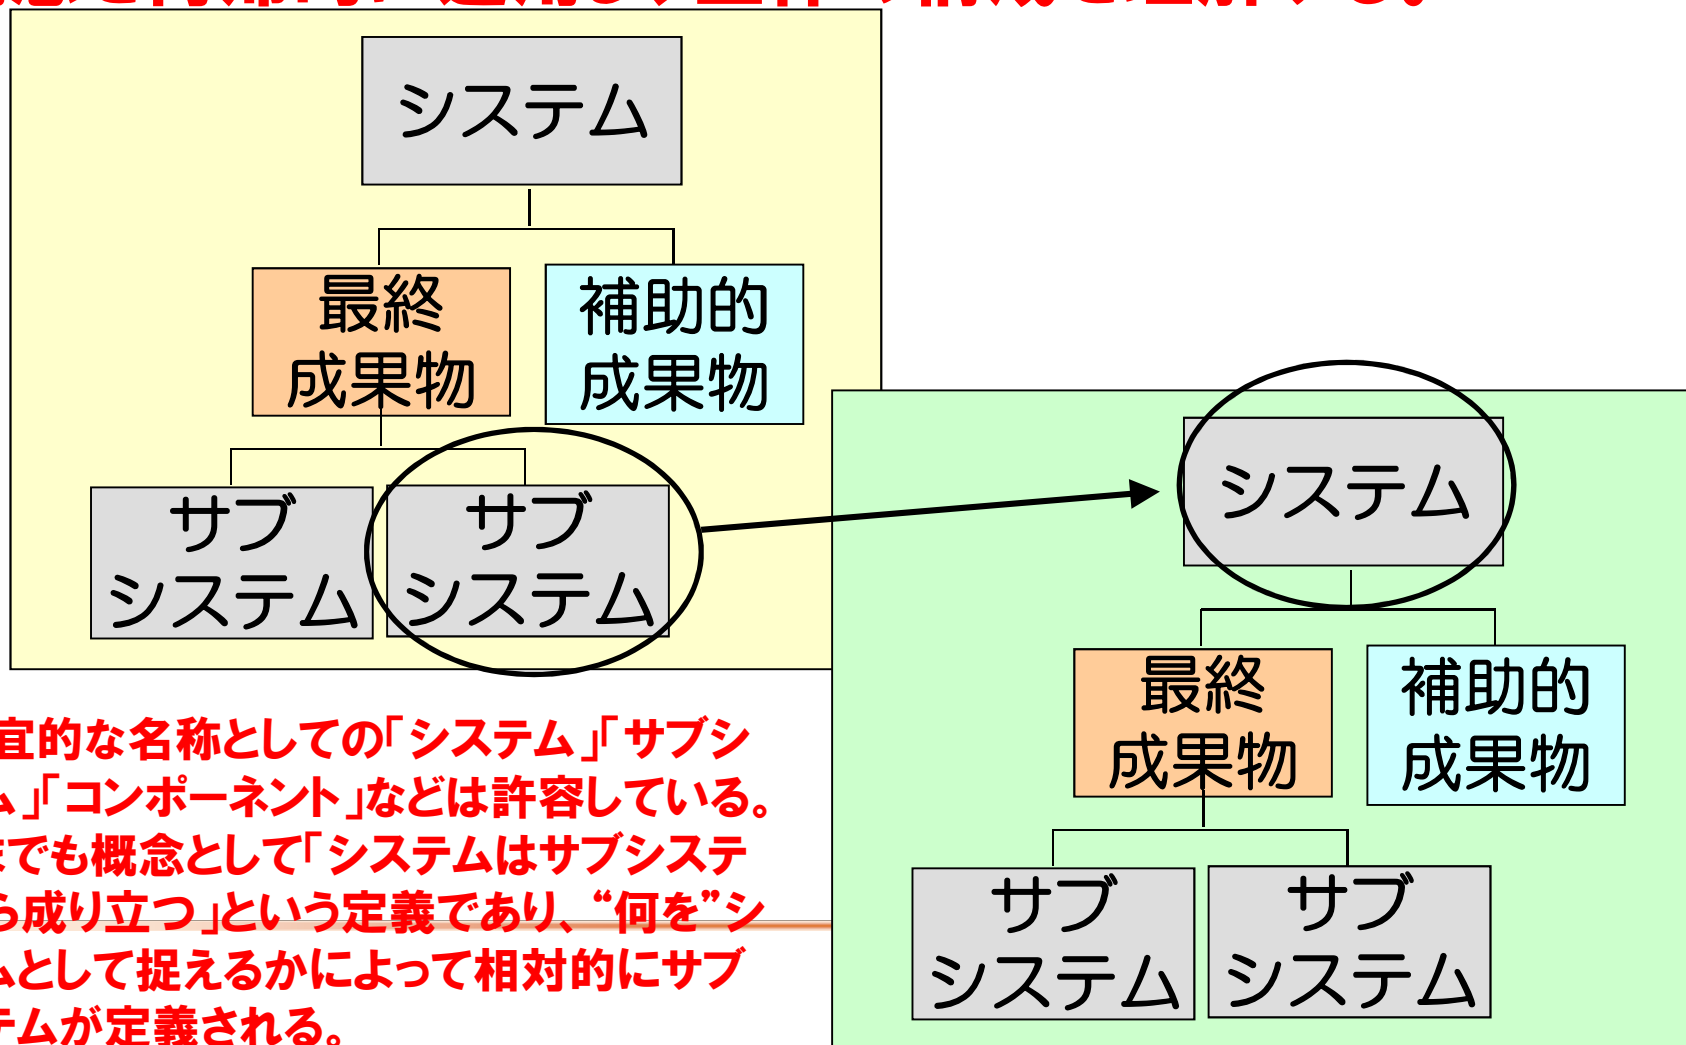 システム
最終
成果物
補助的
成果物
サブ
システム
サブ
システム
システム
最終
成果物
補助的
成果物
サブ
システム
サブ
システム
宜的な名称としての「システム」「サブシ
ム」「コンポーネント」などは許容している。
までも概念として「システムはサブシステ
ら成り立つ」という定義であり、“何を”シ
ムとして捉えるかによって相対的にサブ
テムが定義される。